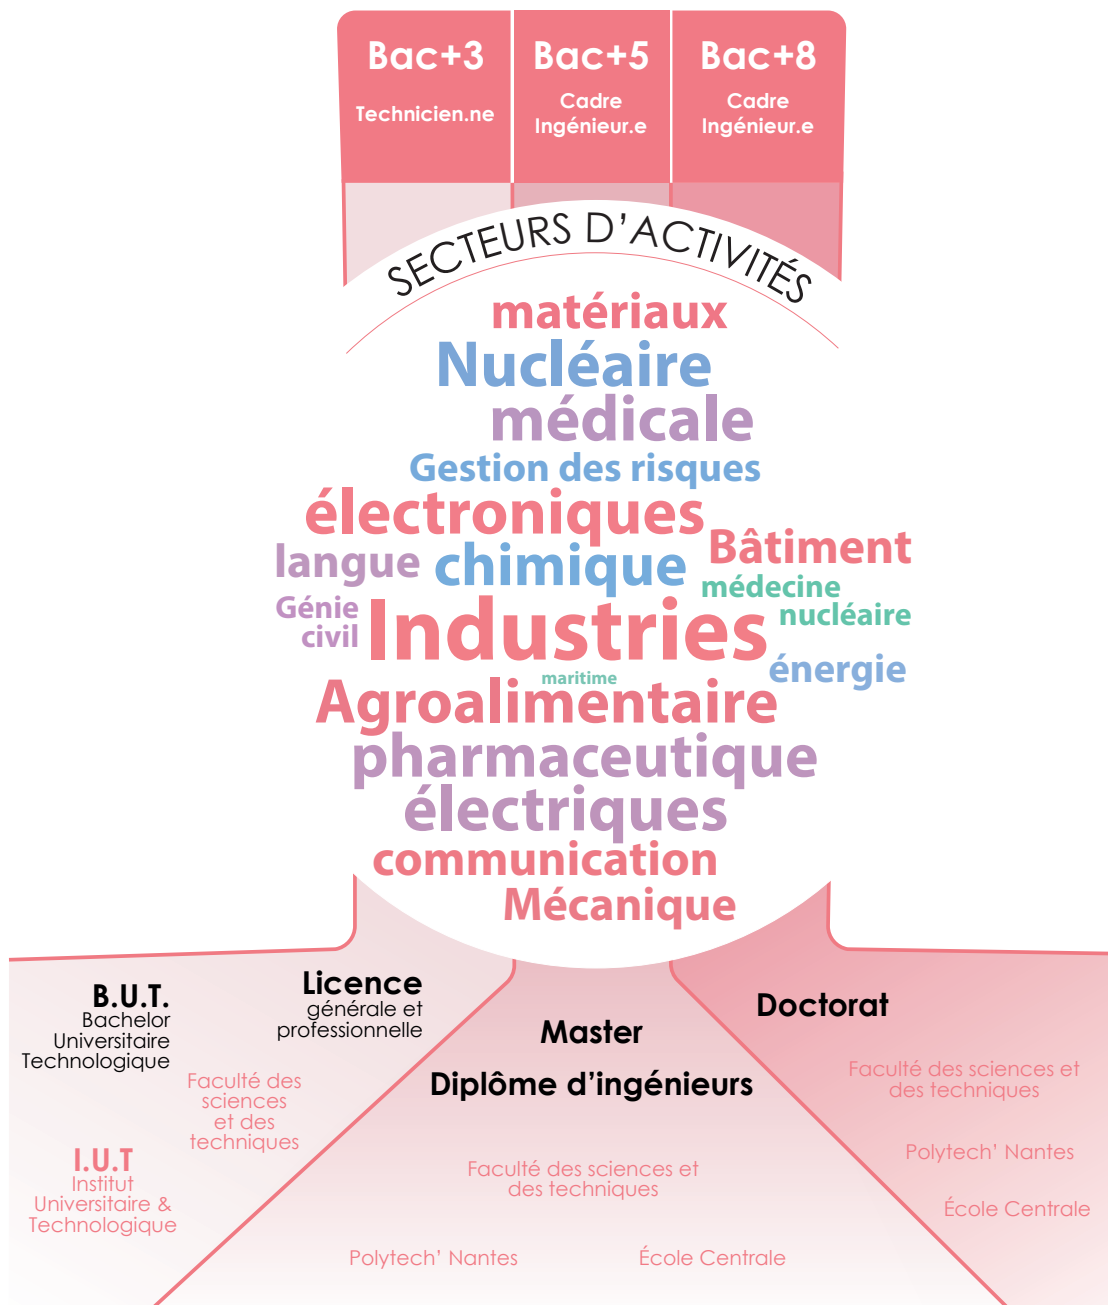 Bac+3
Technicien.ne
Bac+5
Cadre
Ingénieur.e
Bac+8
Cadre
Ingénieur.e
SECTEURS D’ACTIVITÉS
matériaux
Nucléaire
médicale
Gestion des risques
électroniques
Bâtiment
langue
chimique
médecine
nucléaire
Génie
civil
Industries
énergie
maritime
Agroalimentaire
pharmaceutique
électriques
communication
Mécanique
B.U.T.
Bachelor
Universitaire
Technologique
Licence
générale et
professionnelle
Faculté des
sciences
et des
techniques
I.U.T
Institut
Universitaire &
Technologique
Master
Diplôme d’ingénieurs
Faculté des sciences et
des techniques
Polytech’ Nantes
École Centrale
Doctorat
Faculté des sciences et
des techniques
Polytech’ Nantes
École Centrale